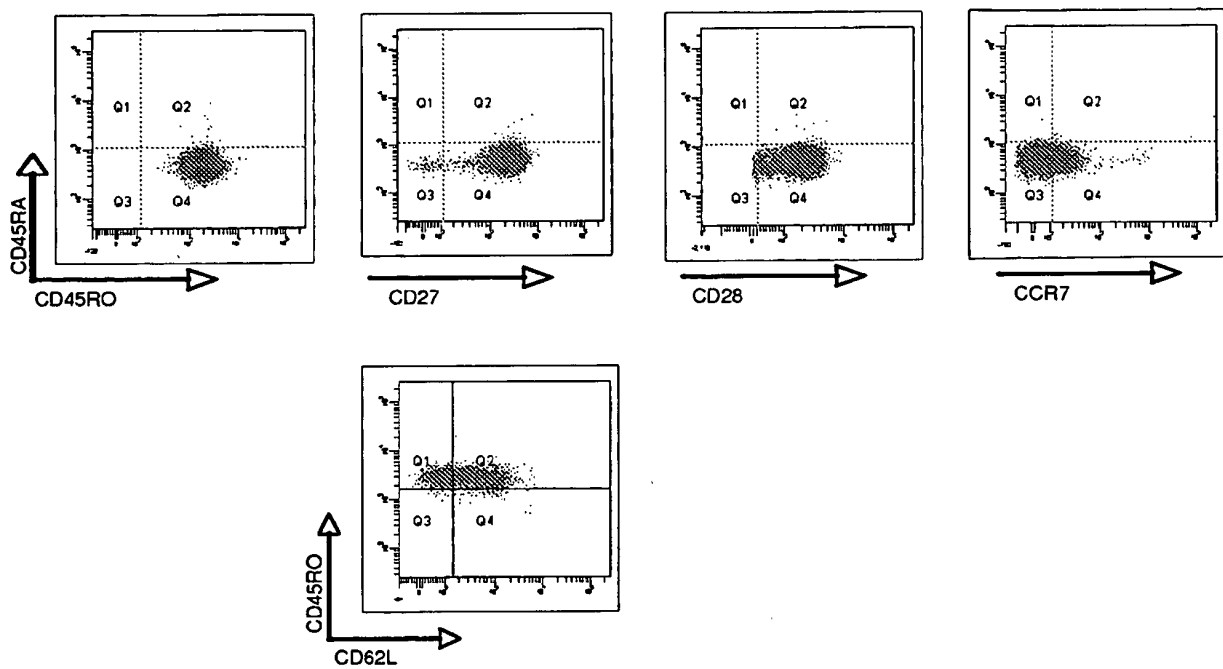 Q1 Q2
Q3 Q4
CD45RA
CD45RO
Q1 Q2
Q3 Q4
CD27
Q1 Q2
Q3 Q4
CD28
Q1 Q2
Q3 Q4
CCR7
Q1 Q2
Q3 Q4
CD45RO
CD62L